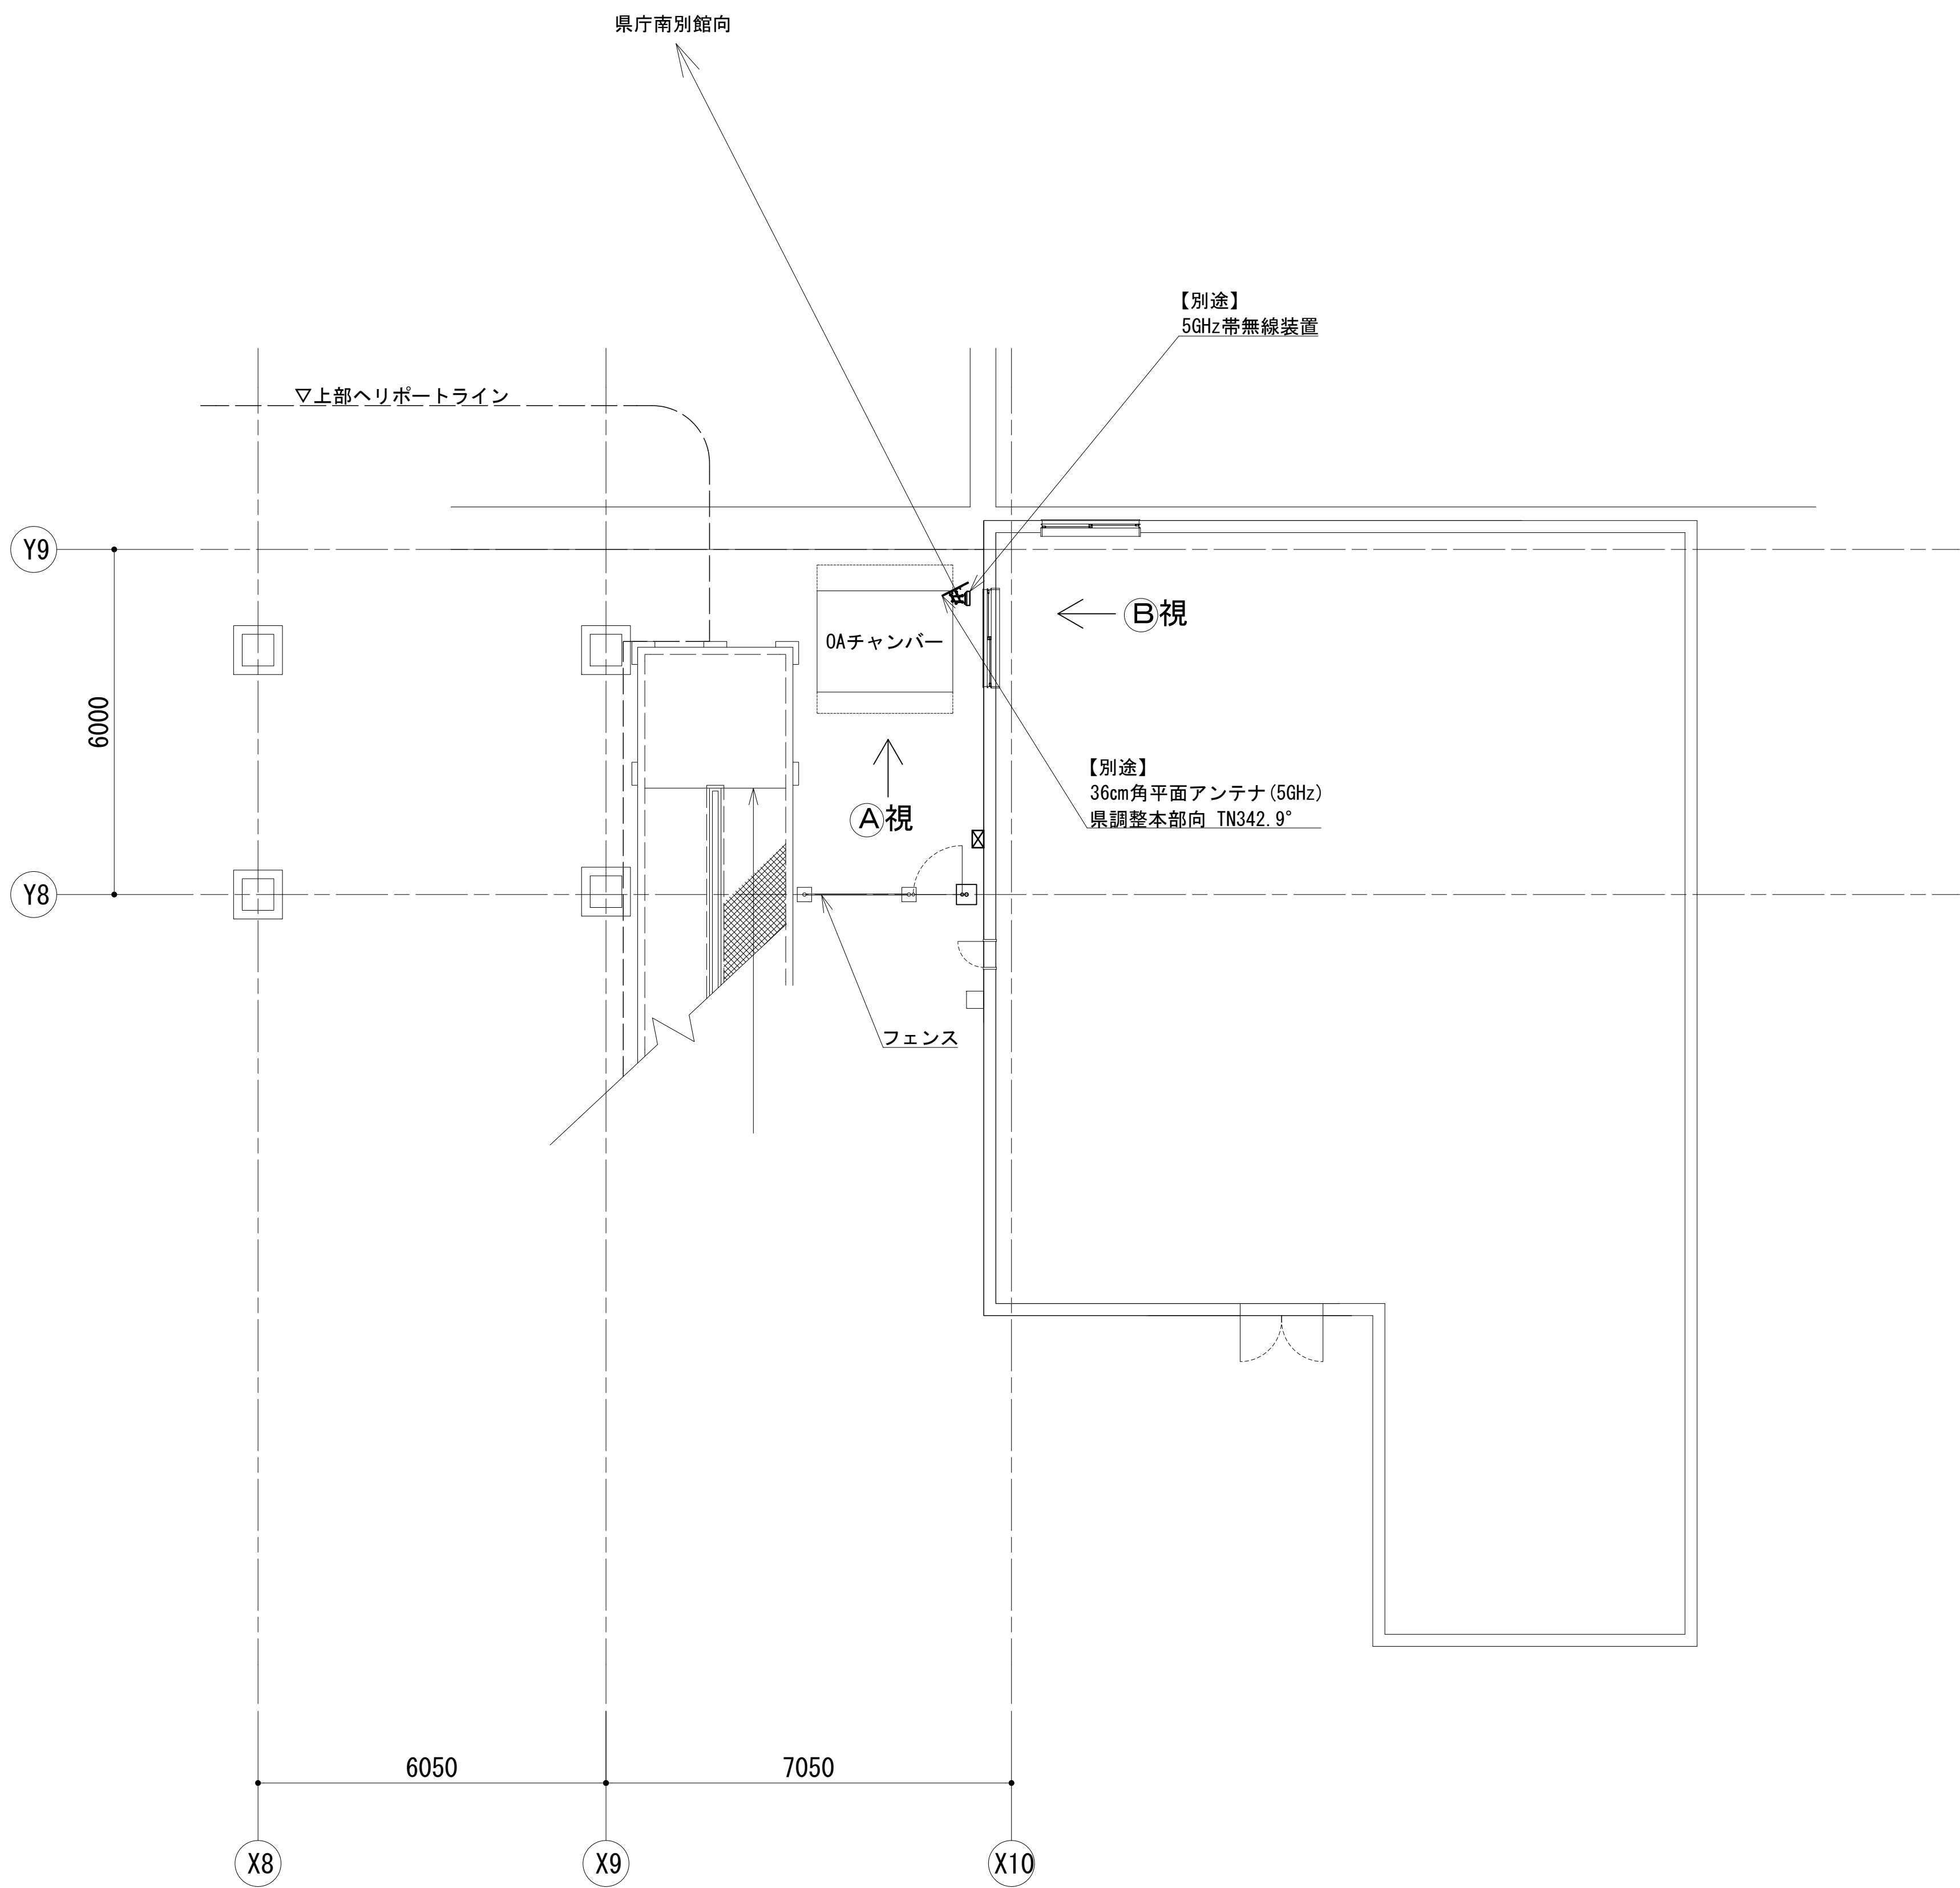 県庁南別館向
【別途】
5GHz帯無線装置
▽上部ヘリポートライン
Y9
Ⓑ視
OAチャンバー
6000
【別途】
36cm角平面アンテナ(5GHz)
県調整本部向 TN342.9°
Ⓐ視
Y8
フェンス
6050
7050
X8
X9
X10